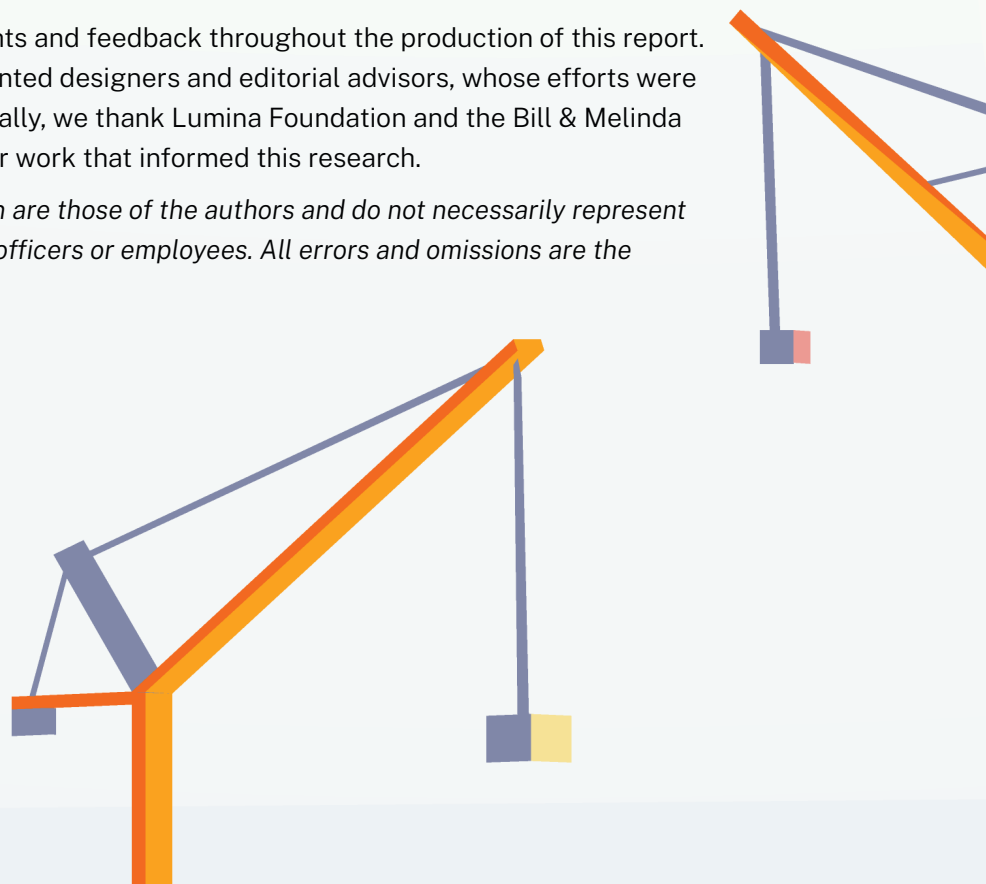 nts and feedback throughout the production of this report.
nted designers and editorial advisors, whose efforts were
ally, we thank Lumina Foundation and the Bill & Melinda
r work that informed this research.
n are those of the authors and do not necessarily represent
officers or employees. All errors and omissions are the